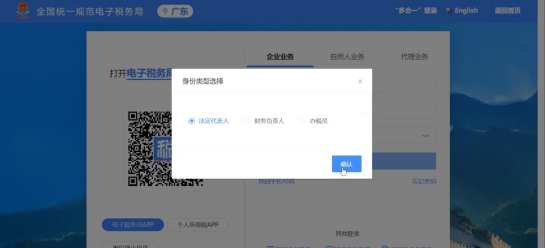 全国统一规范电子税务局
广东
“多合一”登录
English
返回首页
企业业务
自然人业务
代理业务
打开电子税务局
身份类型选择
×
法定代表人
财务负责人
办税员
确认
忘记密码
电子税务局APP
个人所得税APP
其他登录